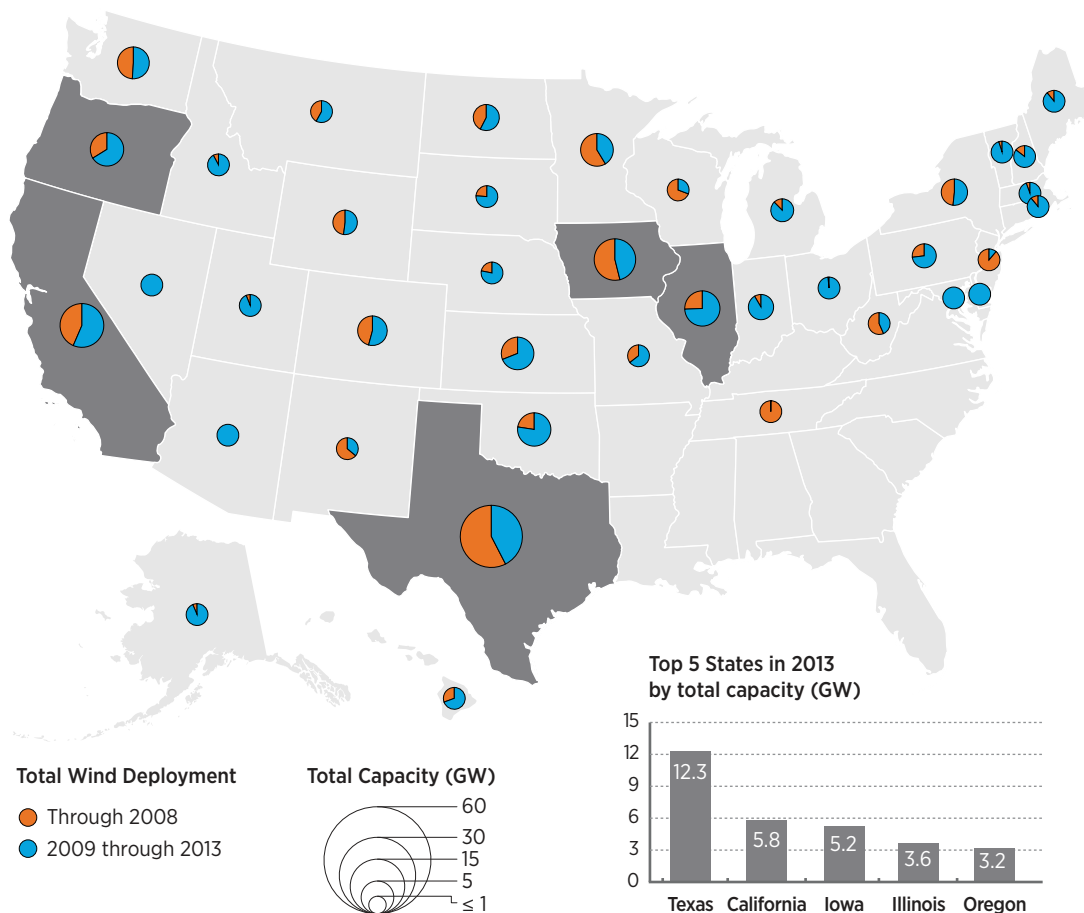 Top 5 States in 2013
by total capacity (GW)
15
12
9
6
3
0
12.3
5.8
5.2
3.6
3.2
Texas California Iowa Illinois Oregon
Total Wind Deployment
Through 2008
2009 through 2013
Total Capacity (GW)
60
30
15
5
≤ 1